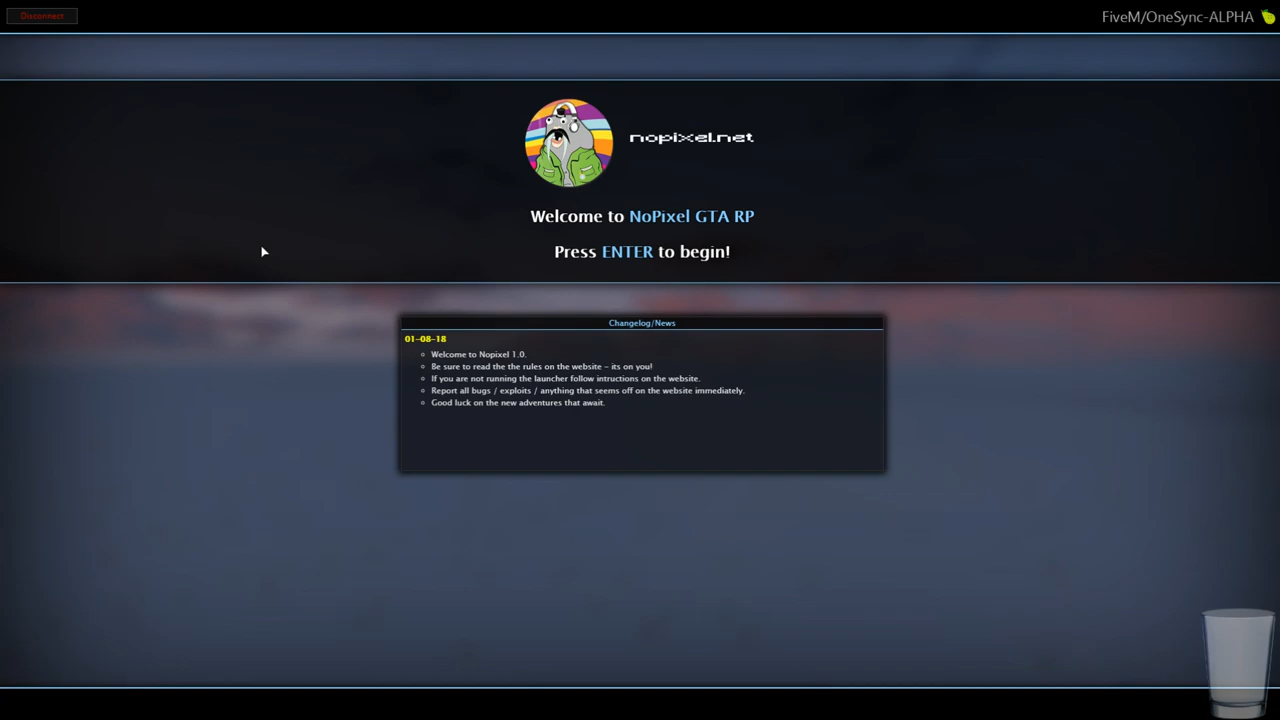 Disconnect
FiveM/OneSync-ALPHA
nopixel.net
Welcome to NoPixel GTA RP
Press ENTER to begin!
Changelog/News
01-08-18
Welcome to Nopixel 1.0.
Be sure to read the the rules on the website - its on you!
If you are not running the launcher follow intructions on the website.
Report all bugs / exploits / anything that seems off on the website immediately.
Good luck on the new adventures that await.